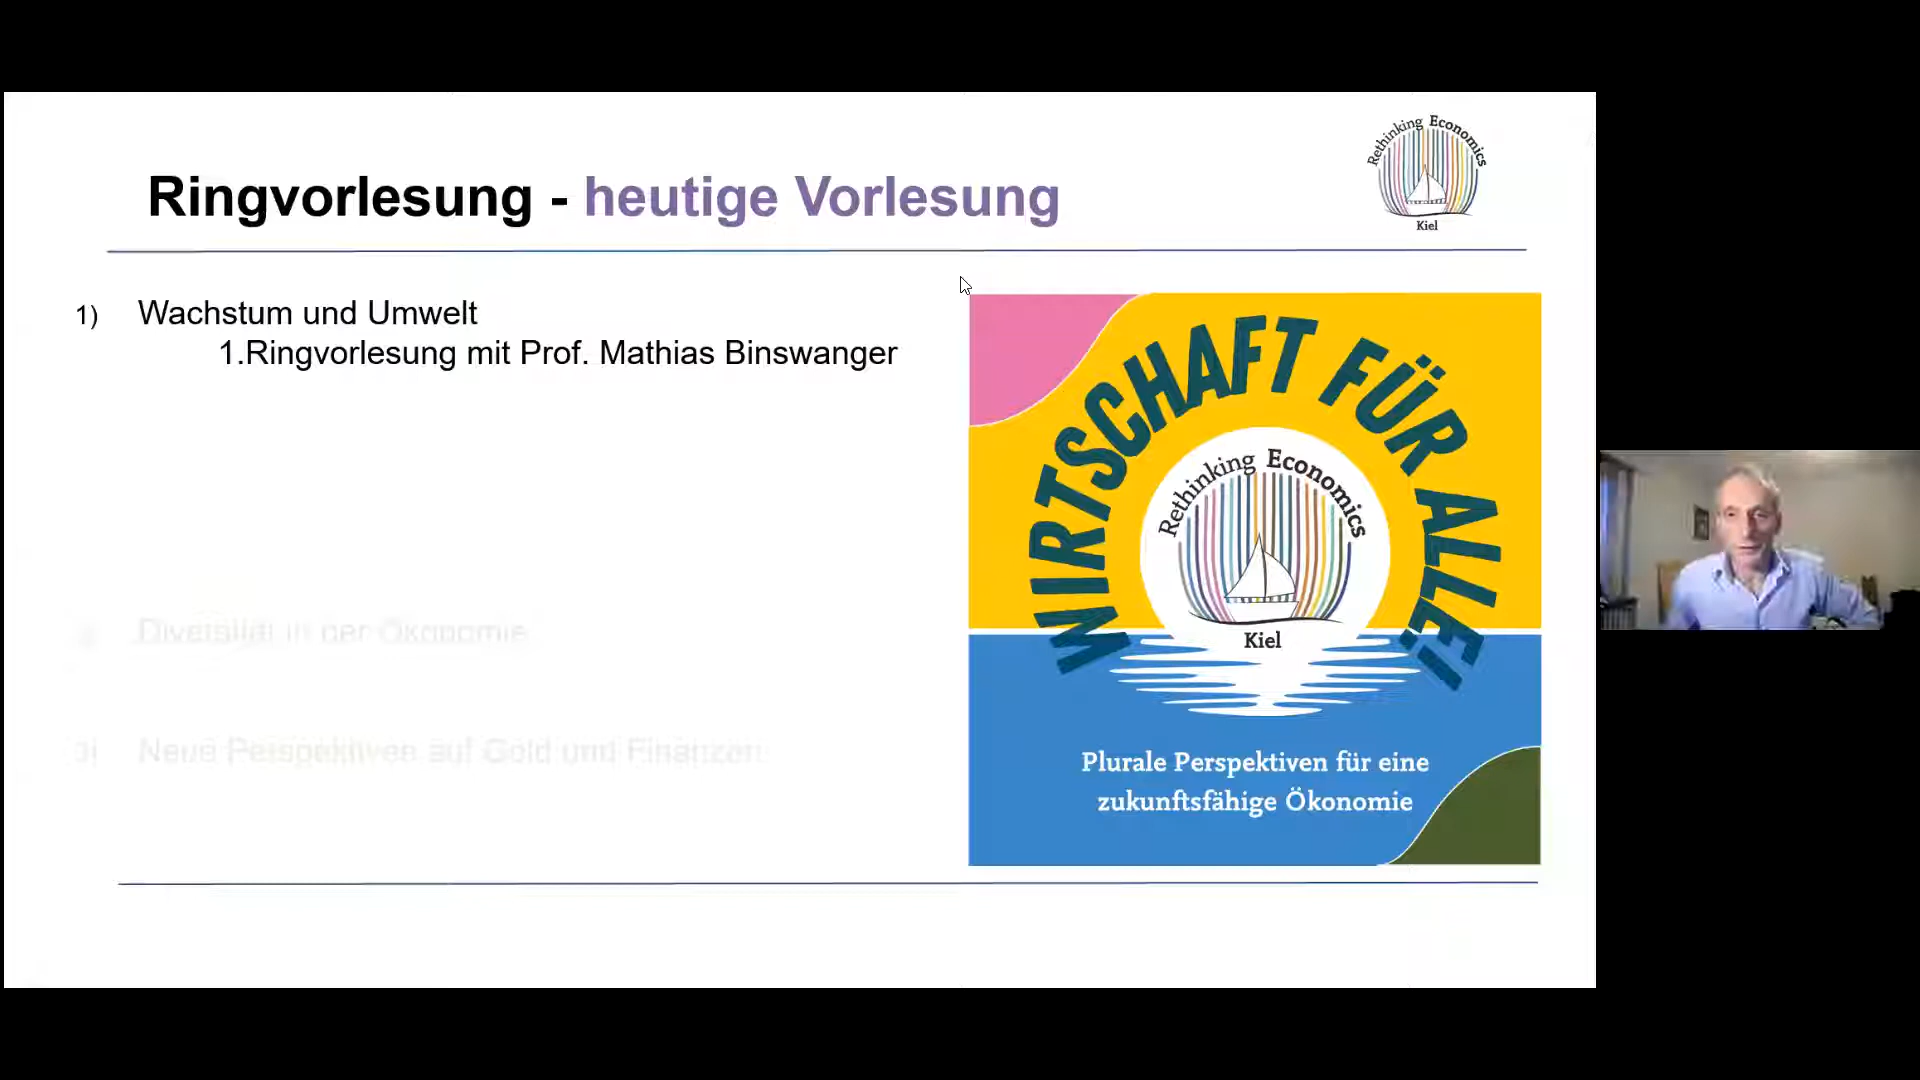 Ringvorlesung - heutige Vorlesung
Rethinking Economics
Kiel
1) Wachstum und Umwelt
1.Ringvorlesung mit Prof. Mathias Binswanger
Diversität in der Ökonomie
Neue Perspektiven auf Geld und Finanzen
WIRTSCHAFT FÜR ALLE!
Rethinking Economics
Kiel
Plurale Perspektiven für eine
zukunftsfähige Ökonomie